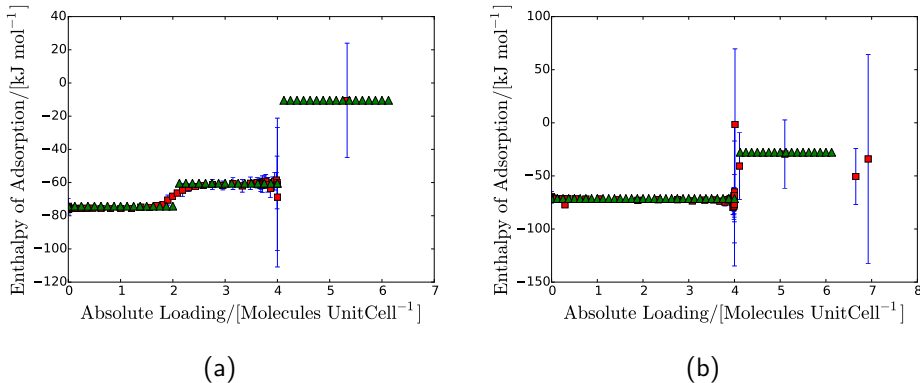 40
20
0
−20
−40
−60
−80
−100
−120
0 1 2 3 4 5 6 7
Enthalpy of Adsorption/[kJ mol⁻¹]
Absolute Loading/[Molecules UnitCell⁻¹]
(a)
100
50
0
−50
−100
−150
0 1 2 3 4 5 6 7 8
Enthalpy of Adsorption/[kJ mol⁻¹]
Absolute Loading/[Molecules UnitCell⁻¹]
(b)